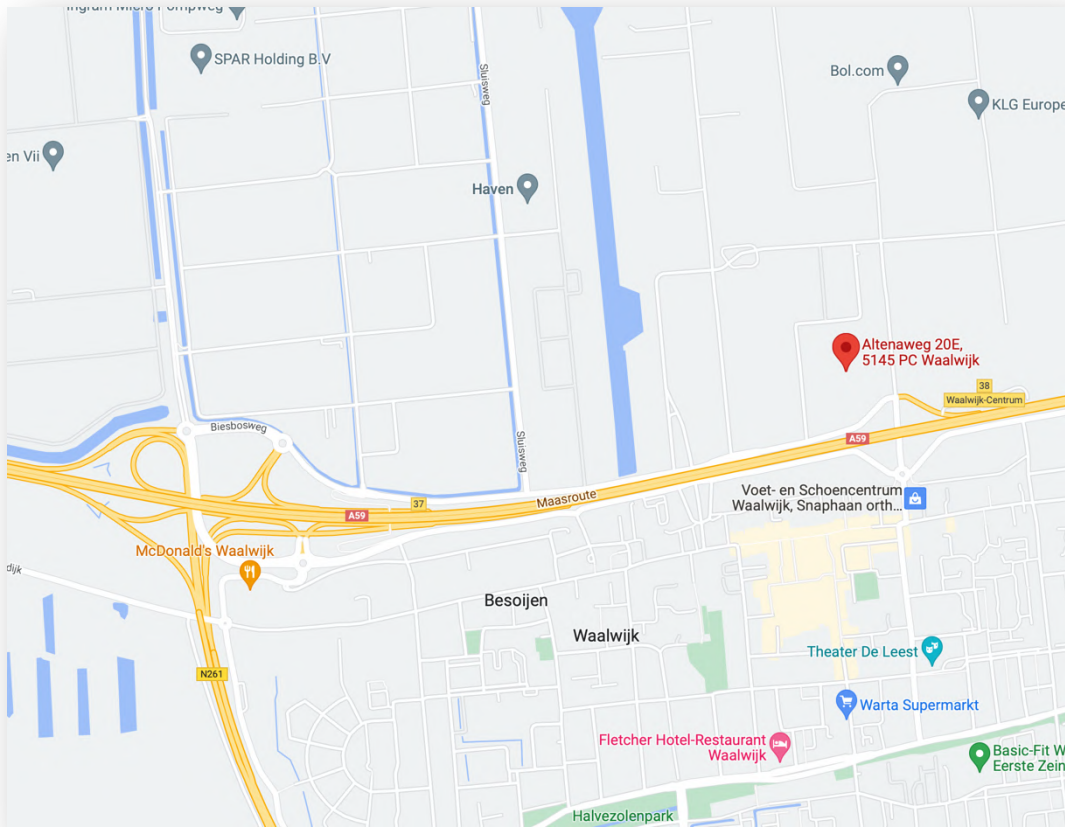 Ingram Micro Pompweg
SPAR Holding B.V
Bol.com
KLG Europe
en Vii
Sluisweg
Haven
Altenaweg 20E,
5145 PC Waalwijk
38
Waalwijk-Centrum
A59
Biesbosweg
Sluisweg
Maasroute
37
A59
Voet- en Schoencentrum
Waalwijk, Snaphaan orth...
McDonald's Waalwijk
dijk
Besoijen
Waalwijk
Theater De Leest
N261
Warta Supermarkt
Fletcher Hotel-Restaurant
Waalwijk
Basic-Fit W
Eerste Zein
Halvezolenpark